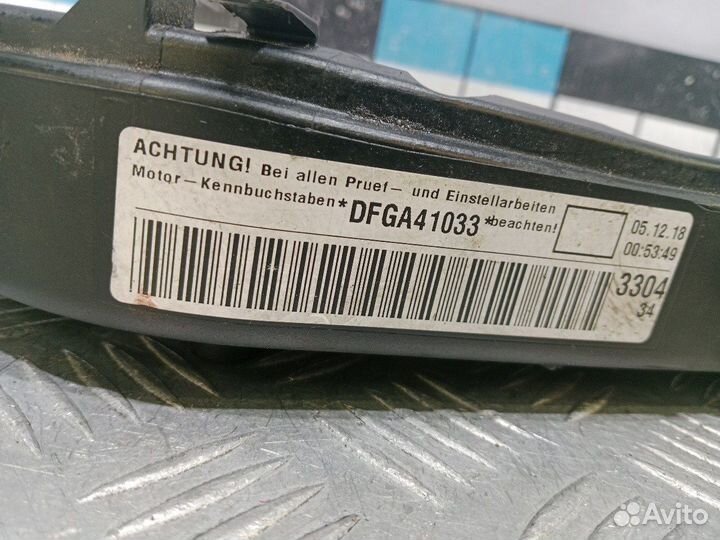 ACHTUNG! Bei allen Pruef- und Einstellarbeiten
Motor-Kennbuchstaben*DFGA41033*beachten!
05.12.18
00:53:49
3304
34
Avito